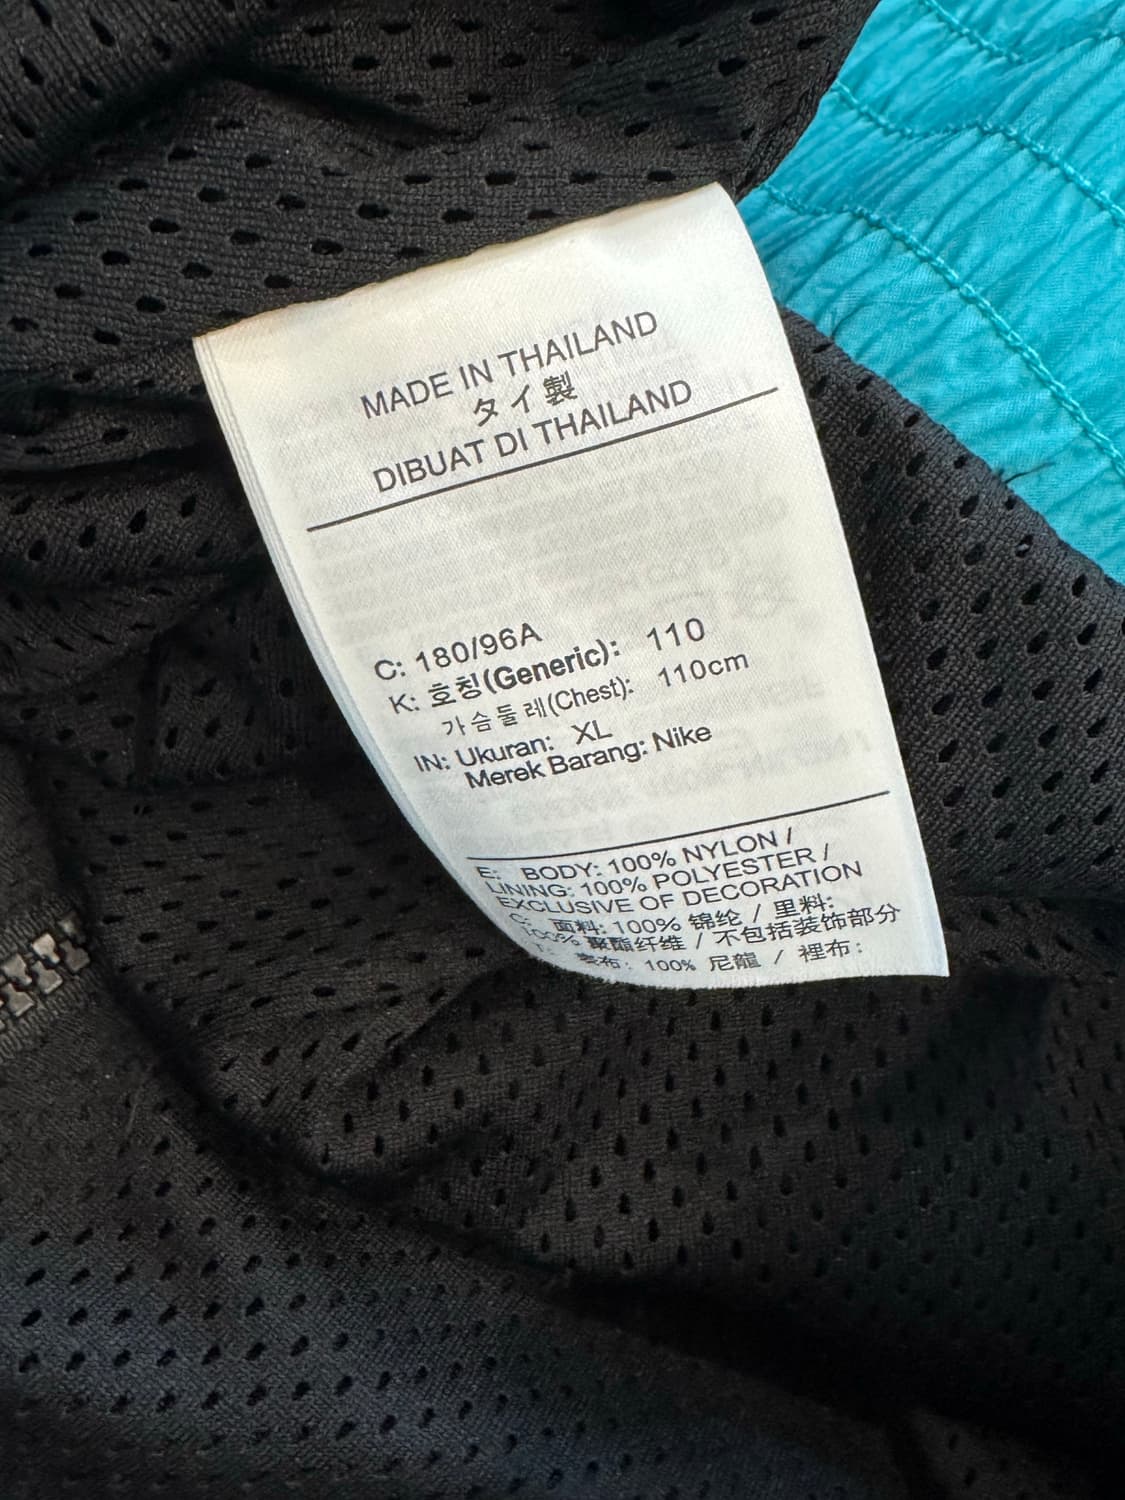 MADE IN THAILAND
タイ製
DIBUAT DI THAILAND
C: 180/96A
K: 호칭(Generic): 110
가슴둘레(Chest): 110cm
IN: Ukuran: XL
Merek Barang: Nike
E: BODY: 100% NYLON /
LINING: 100% POLYESTER /
EXCLUSIVE OF DECORATION
C: 面料: 100% 锦纶 / 里料:
100% 聚酯纤维 / 不包括装饰部分
表布: 100% 尼龍 / 裡布: